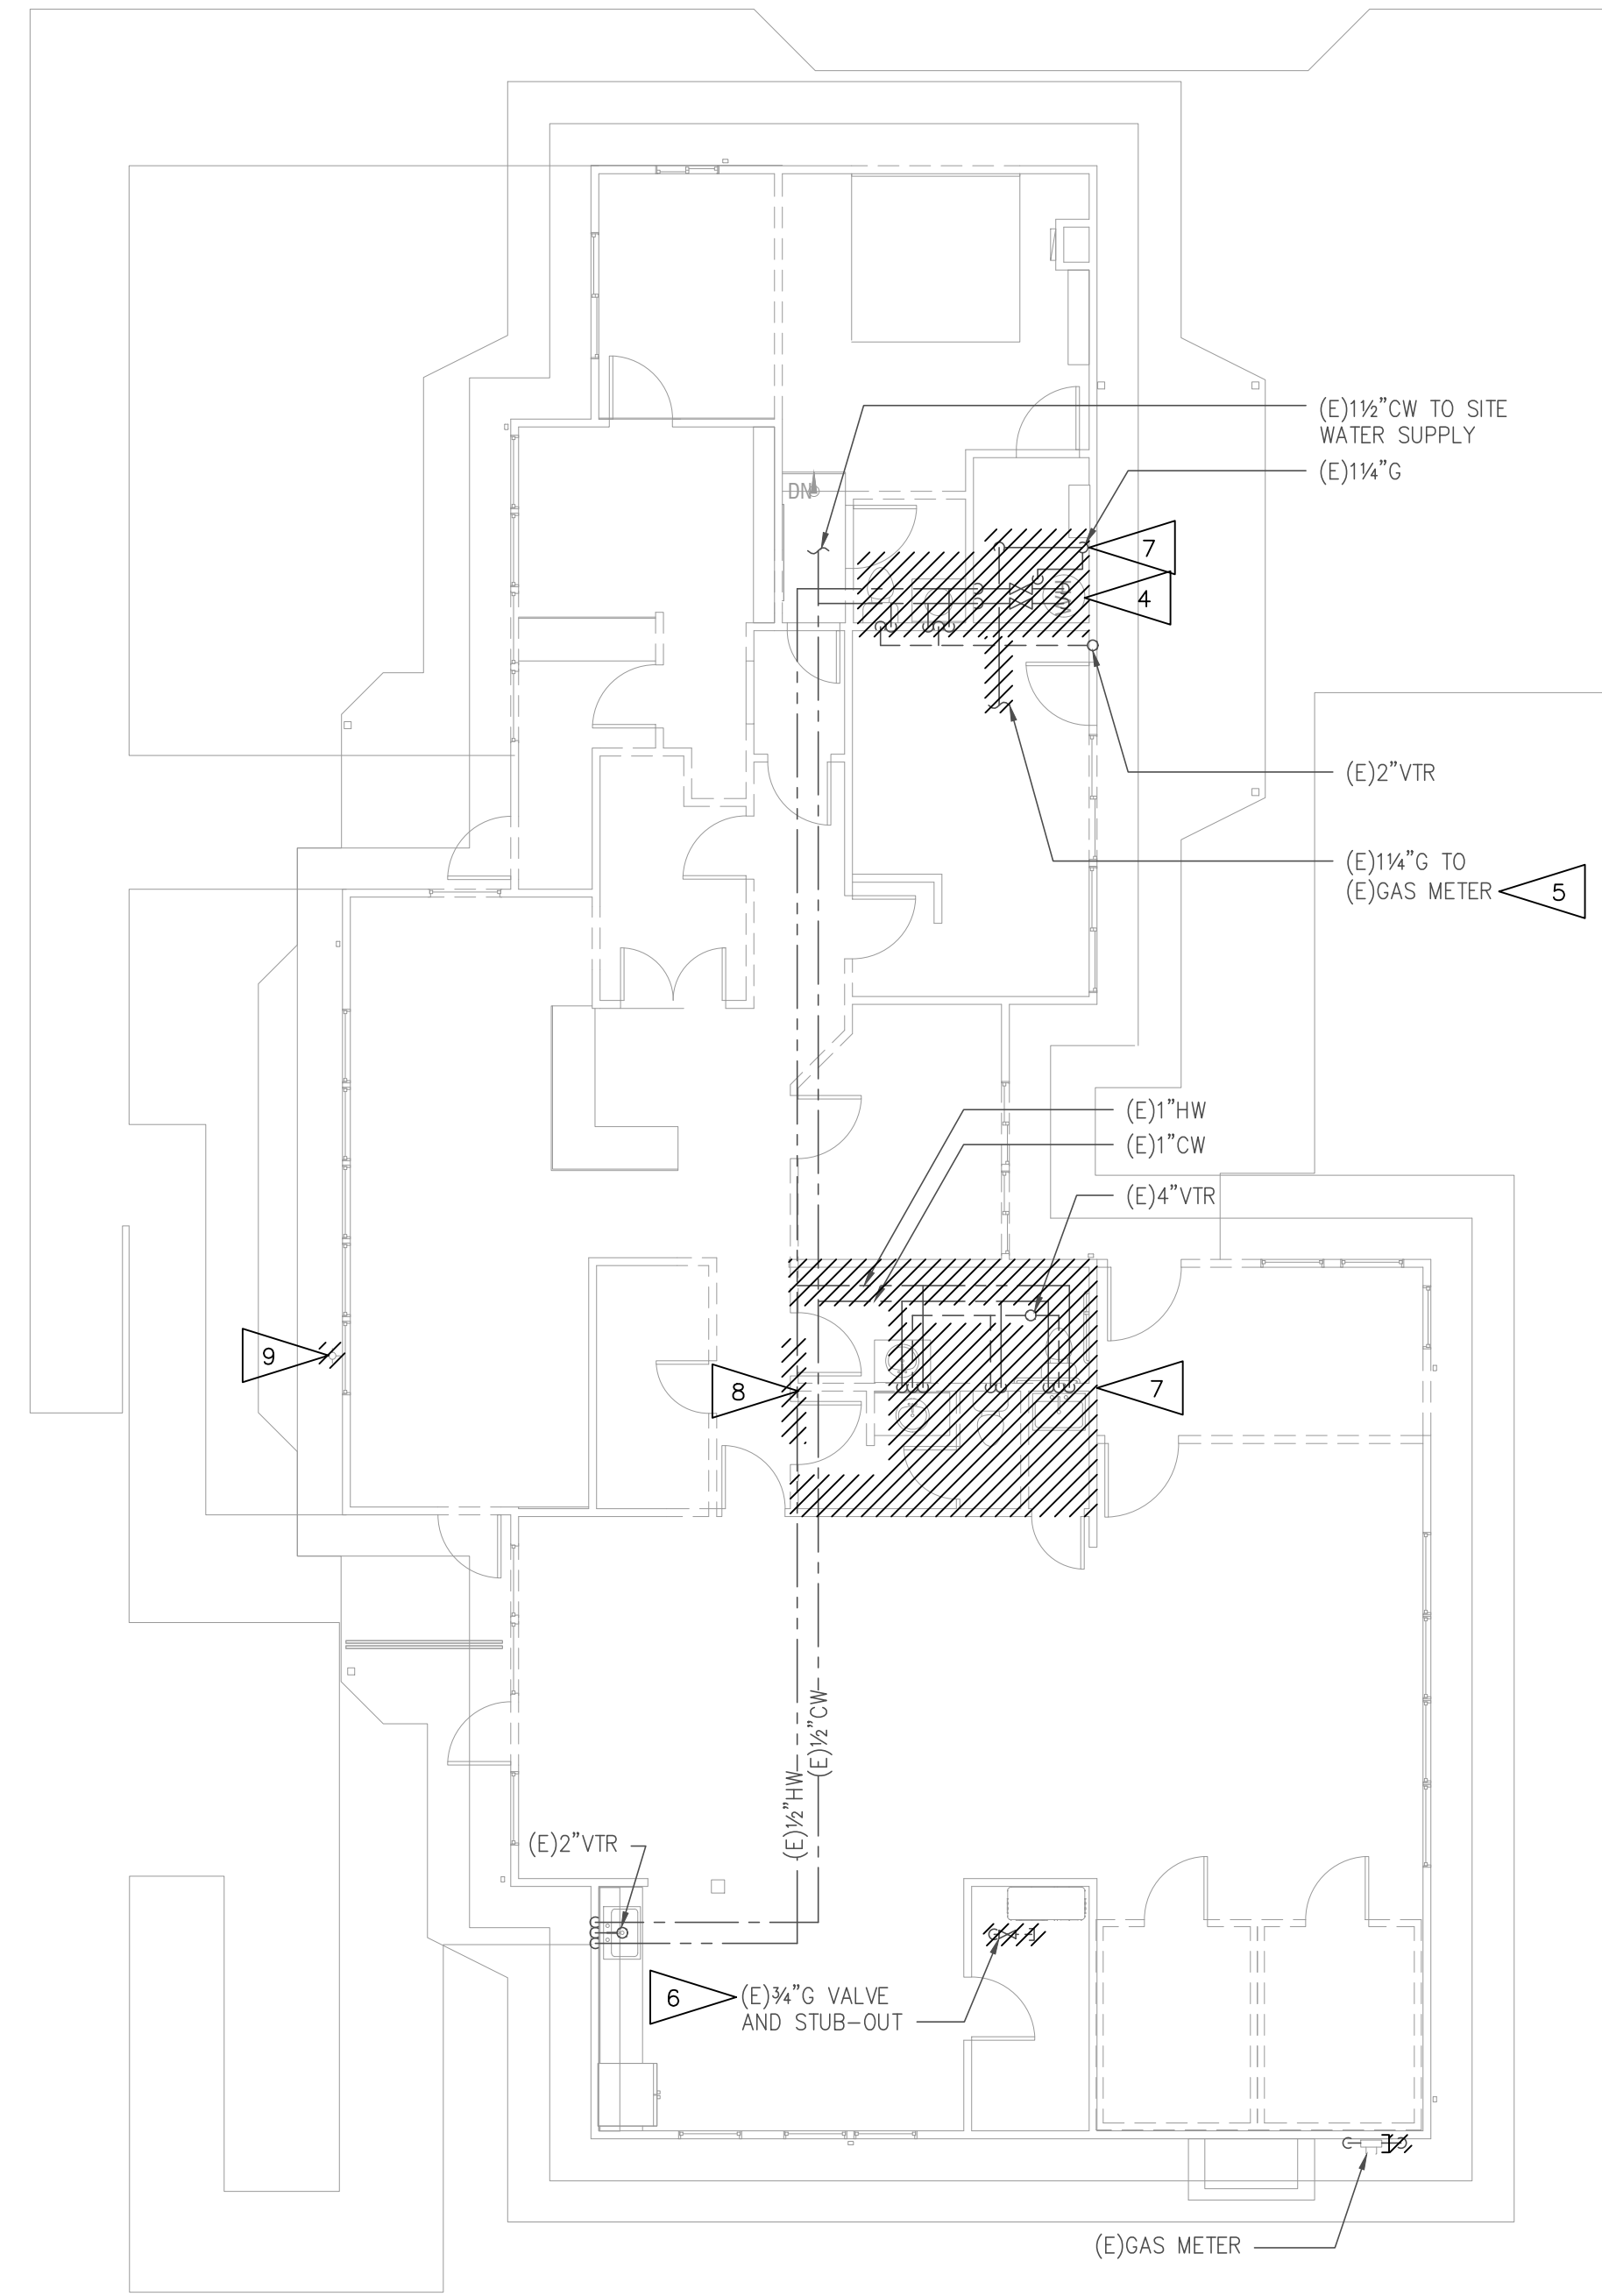 (E)1½"CW TO SITE
WATER SUPPLY
(E)1¼"G
DN
7
4
(E)2"VTR
(E)1¼"G TO
(E)GAS METER
5
(E)1"HW
(E)1"CW
(E)4"VTR
9
8
7
(E)½"CW
(E)½"HW
(E)2"VTR
6
(E)¾"G VALVE
AND STUB-OUT
(E)GAS METER